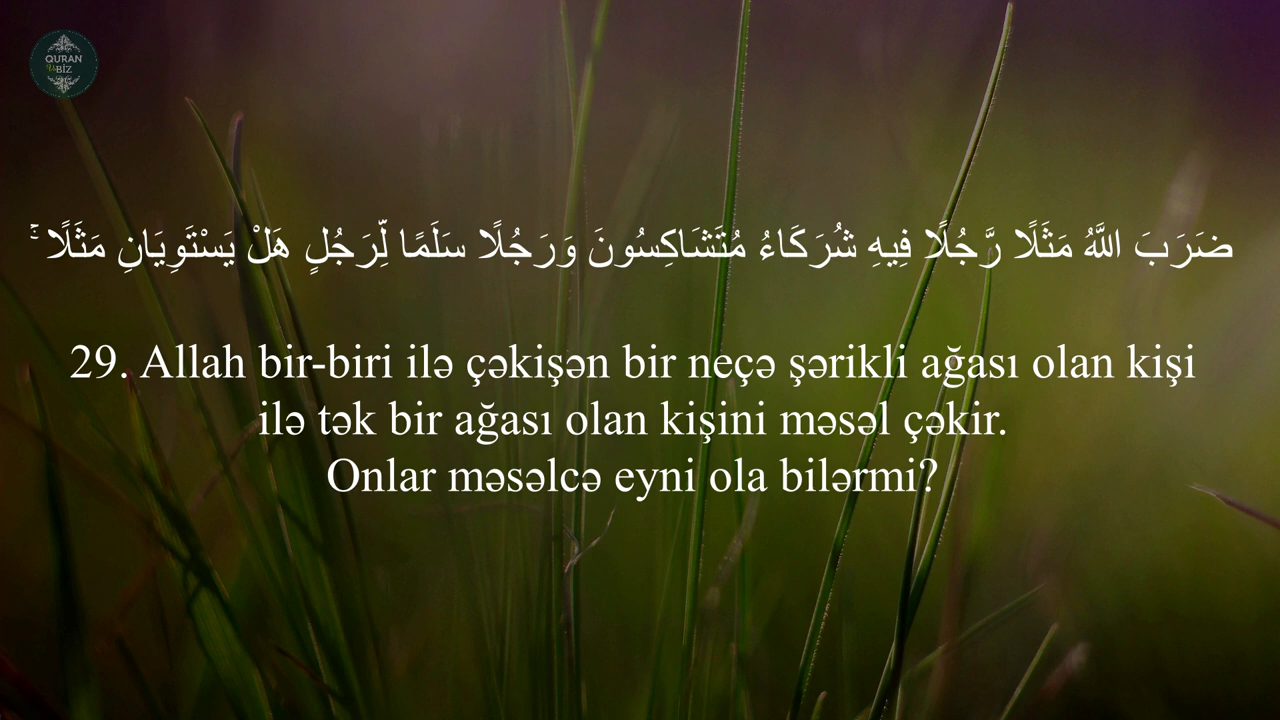 QURAN
Və
BİZ
ضَرَبَ اللَّهُ مَثَلًا رَّجُلًا فِيهِ شُرَكَاءُ مُتَشَاكِسُونَ وَرَجُلًا سَلَمًا لِّرَجُلٍ هَلْ يَسْتَوِيَانِ مَثَلًا ۚ
29. Allah bir-biri ilə çəkişən bir neçə şərikli ağası olan kişi
ilə tək bir ağası olan kişini məsəl çəkir.
Onlar məsəlcə eyni ola bilərmi?